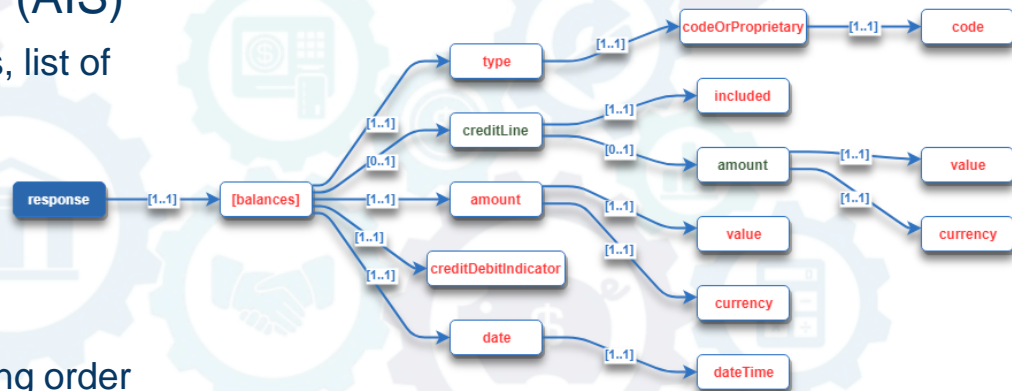 (AIS)
s, list of
ng order
response
[1..1]
[balances]
[1..1]
[0..1]
[1..1]
[1..1]
[1..1]
type
creditLine
amount
creditDebitIndicator
date
[1..1]
[1..1]
[0..1]
[1..1]
[1..1]
[1..1]
codeOrProprietary
included
amount
value
currency
dateTime
[1..1]
[1..1]
[1..1]
code
value
currency